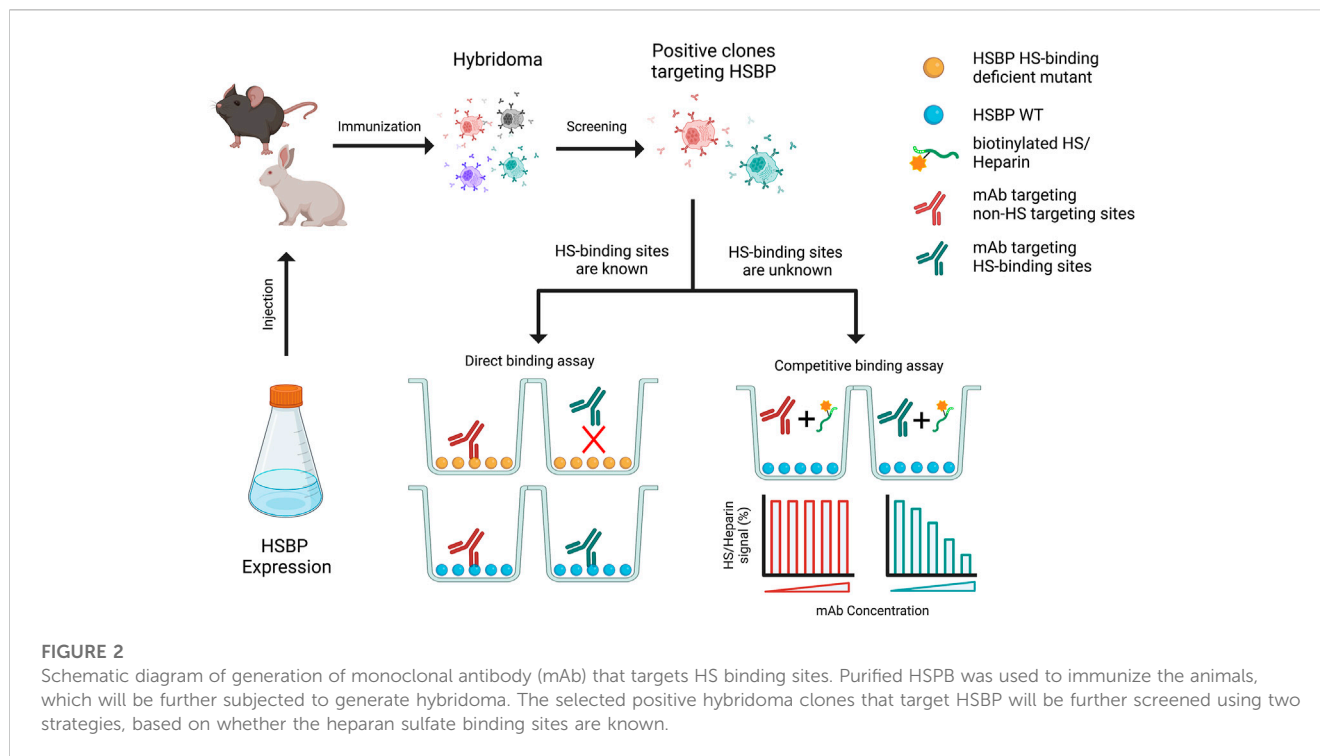 Hybridoma
Positive clones
targeting HSBP
Immunization
Screening
Injection
HSBP
Expression
HS-binding sites
are known
HS-binding sites
are unknown
Direct binding assay
Competitive binding assay
+
+
HS/Heparin
signal (%)
mAb Concentration
HSBP HS-binding
deficient mutant
HSBP WT
biotinylated HS/
Heparin
mAb targeting
non-HS targeting sites
mAb targeting
HS-binding sites
FIGURE 2
Schematic diagram of generation of monoclonal antibody (mAb) that targets HS binding sites. Purified HSPB was used to immunize the animals,
which will be further subjected to generate hybridoma. The selected positive hybridoma clones that target HSBP will be further screened using two
strategies, based on whether the heparan sulfate binding sites are known.